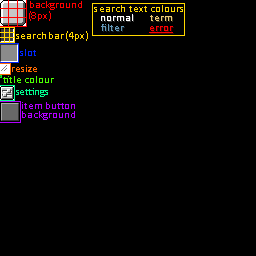 background
(8px)
search text colours
normal term
filter error
search bar (4px)
slot
resize
title colour
settings
item button
background